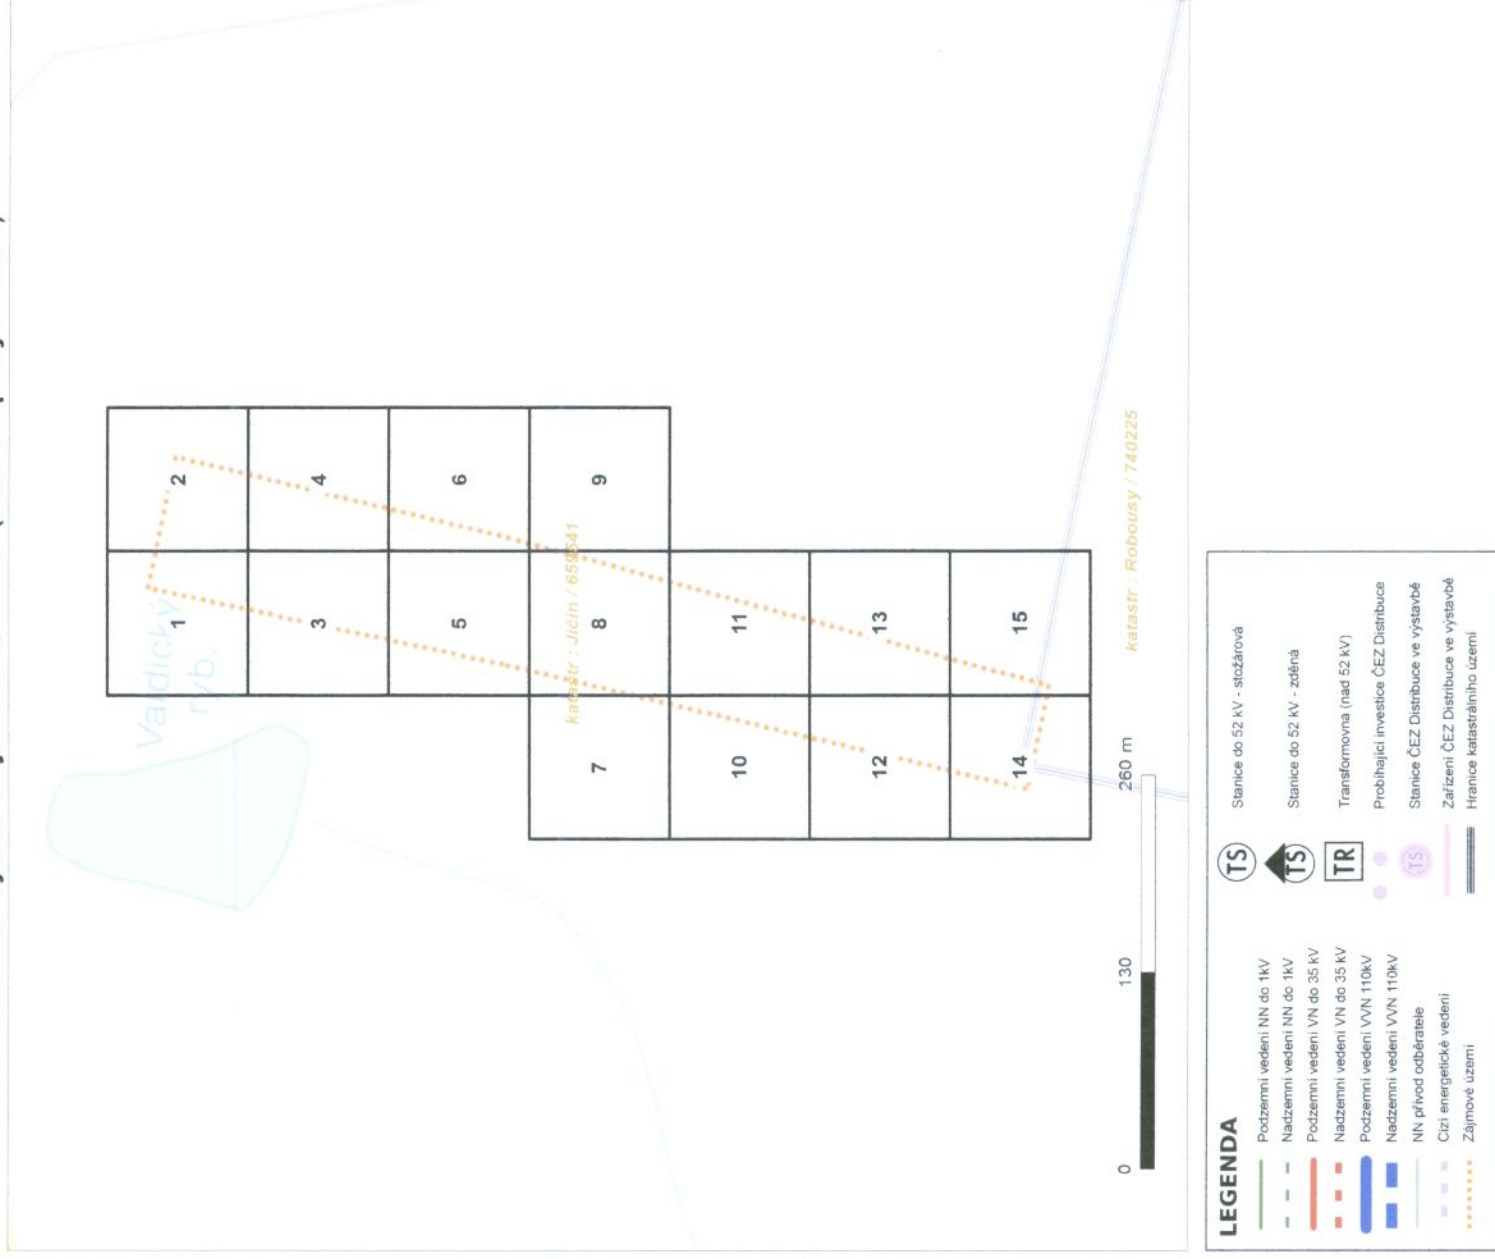 Valdický
ryb.
1
2
3
4
5
6
katastr : Jičín / 659541
7
8
9
10
11
12
13
14
15
katastr : Robousy / 740225
0
130
260 m
LEGENDA
Podzemní vedení NN do 1kV
Nadzemní vedení NN do 1kV
Podzemní vedení VN do 35 kV
Nadzemní vedení VN do 35 kV
Podzemní vedení VVN 110kV
Nadzemní vedení VVN 110kV
NN přívod odběratele
Cizí energetické vedení
Zájmové území
TS
Stanice do 52 kV - stožárová
TS
Stanice do 52 kV - zděná
TR
Transformovna (nad 52 kV)
Probíhající investice ČEZ Distribuce
TS
Stanice ČEZ Distribuce ve výstavbě
Zařízení ČEZ Distribuce ve výstavbě
Hranice katastrálního území